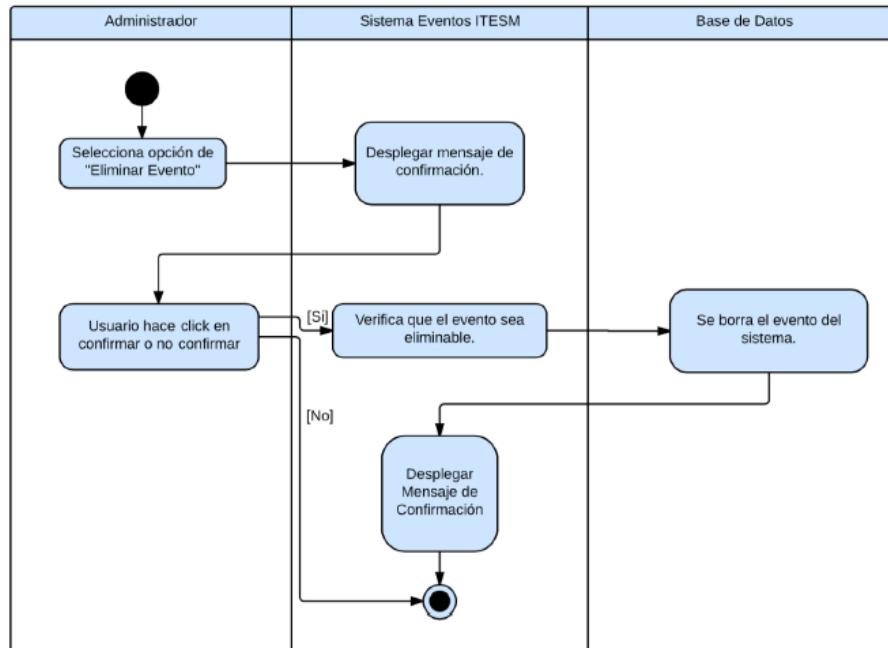 Administrador
Sistema Eventos ITESM
Base de Datos
Selecciona opción de
"Eliminar Evento"
Desplegar mensaje de
confirmación.
Usuario hace click en
confirmar o no confirmar
[Si]
Verifica que el evento sea
eliminable.
Se borra el evento del
sistema.
[No]
Desplegar
Mensaje de
Confirmación